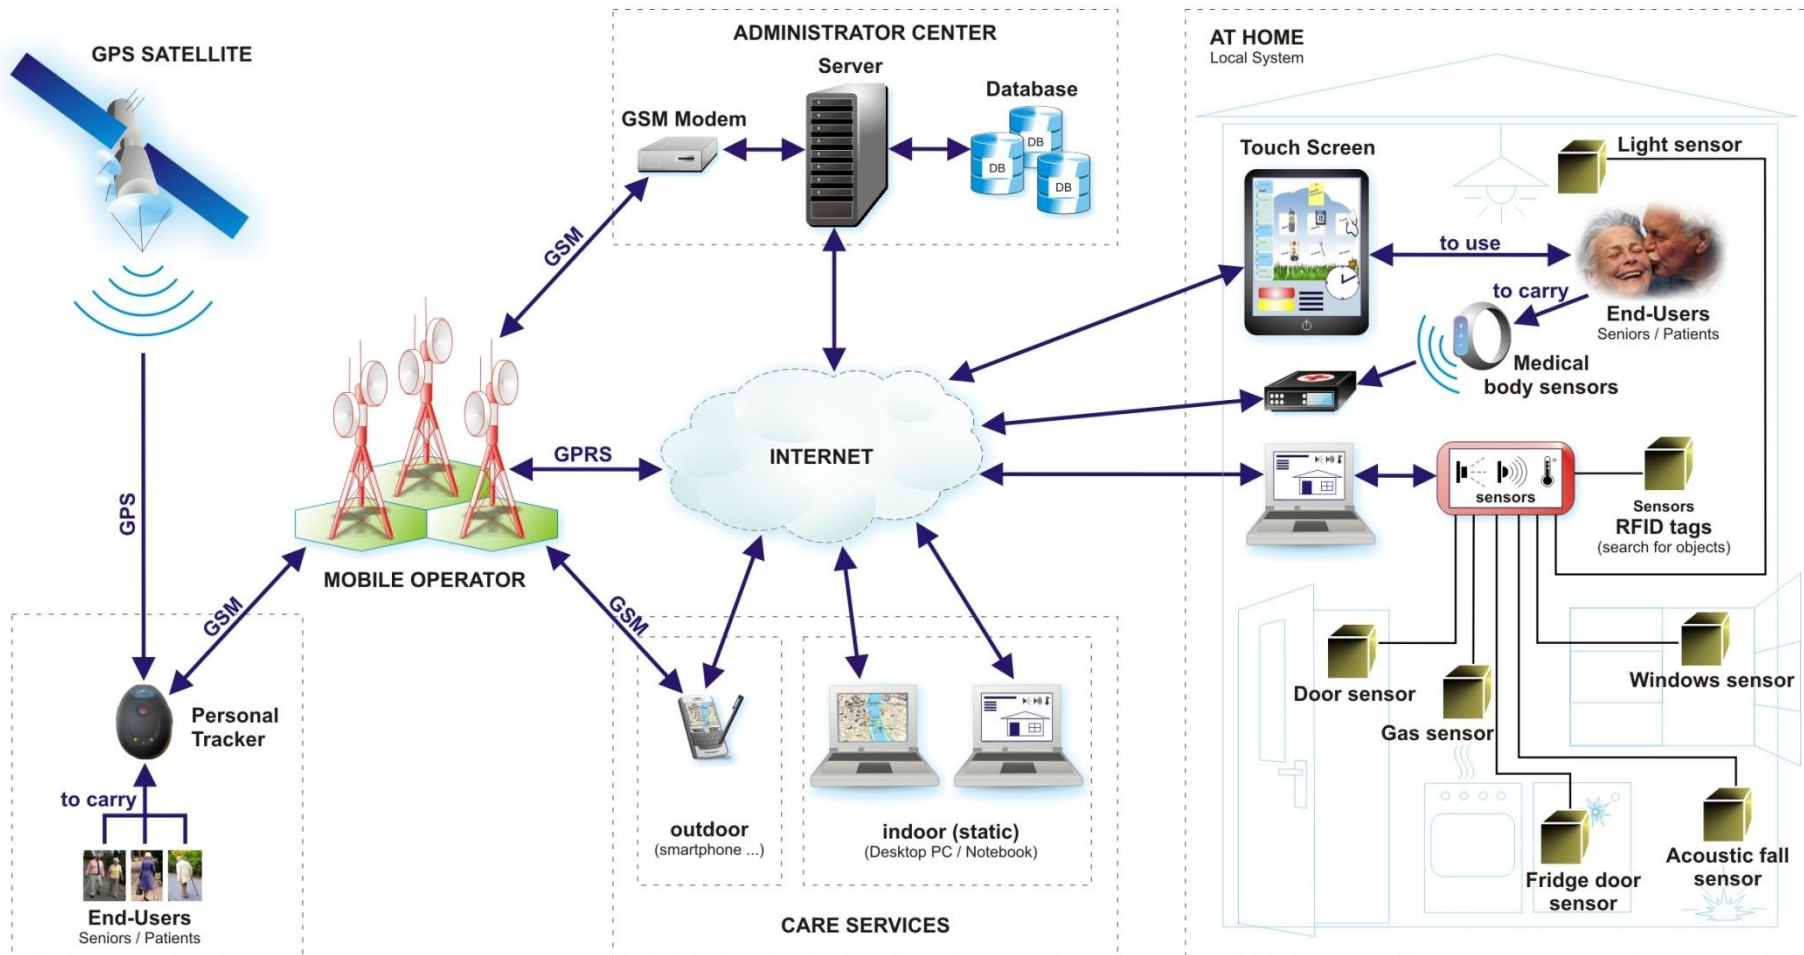 GPS SATELLITE
GPS
GSM
Personal
Tracker
to carry
End-Users
Seniors / Patients
MOBILE OPERATOR
GSM
GPRS
GSM
ADMINISTRATOR CENTER
Server
GSM Modem
Database
DB
DB
DB
INTERNET
outdoor
(smartphone ...)
indoor (static)
(Desktop PC / Notebook)
CARE SERVICES
AT HOME
Local System
Touch Screen
Light sensor
to use
to carry
End-Users
Seniors / Patients
Medical
body sensors
sensors
Sensors
RFID tags
(search for objects)
Door sensor
Gas sensor
Windows sensor
Fridge door
sensor
Acoustic fall
sensor